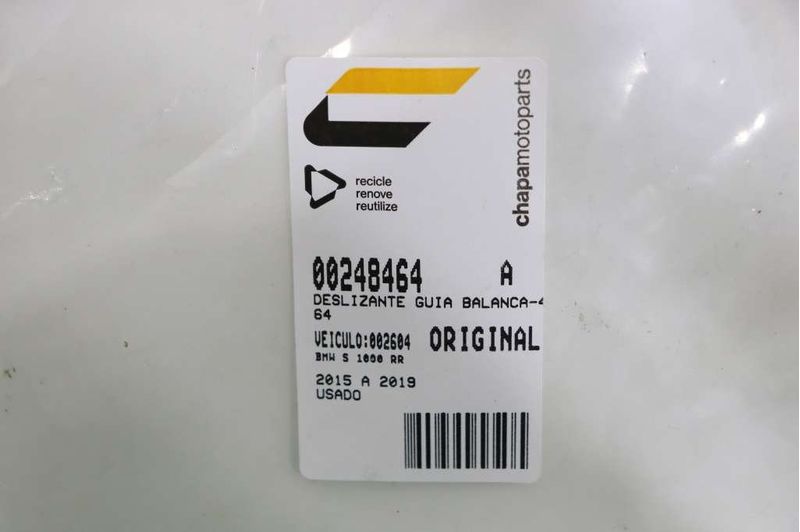 chapamotoparts
recicle
renove
reutilize
00248464 A
DESLIZANTE GUIA BALANCA-4
64
VEICULO:002604 ORIGINAL
BMW S 1000 RR
2015 A 2019
USADO